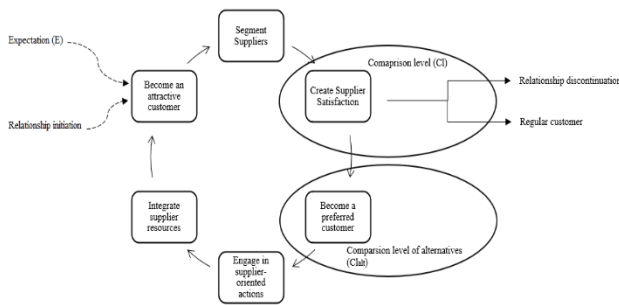 Segment
Suppliers
Expectation (E)
Comaprison level (Cl)
Become an
attractive
customer
Create Supplier
Satisfaction
Relationship discontinuation
Regular customer
Relationship initiation
Integrate
supplier
resources
Become a
preferred
customer
Comparsion level of alternatives
(Clalt)
Engage in
supplier-
oriented
actions